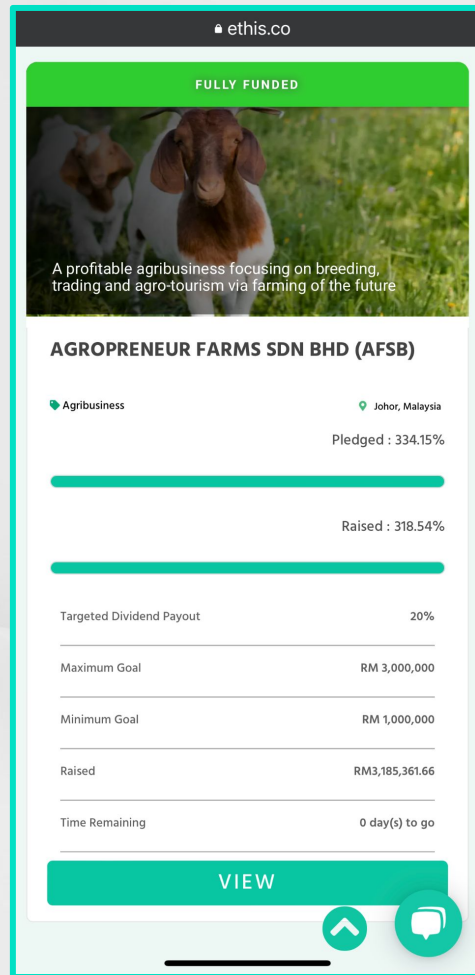 ethis.co
FULLY FUNDED
A profitable agribusiness focusing on breeding,
trading and agro-tourism via farming of the future
AGROPRENEUR FARMS SDN BHD (AFSB)
Agribusiness
Johor, Malaysia
Pledged : 334.15%
Raised : 318.54%
Targeted Dividend Payout 20%
Maximum Goal RM 3,000,000
Minimum Goal RM 1,000,000
Raised RM3,185,361.66
Time Remaining 0 day(s) to go
VIEW